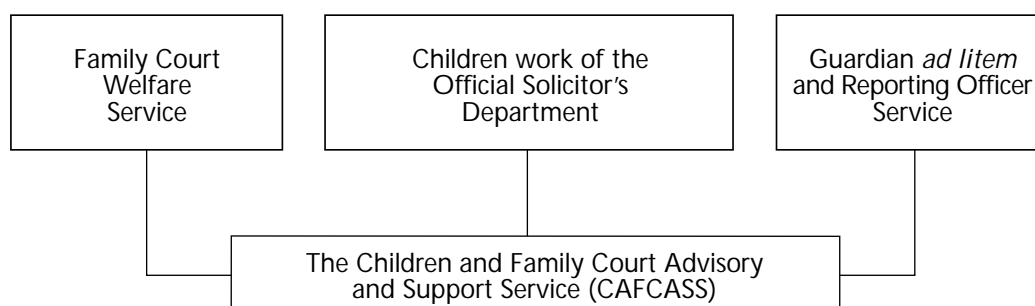 Family Court
Welfare
Service
Children work of the
Official Solicitor's
Department
Guardian ad litem
and Reporting Officer
Service
The Children and Family Court Advisory
and Support Service (CAFCASS)